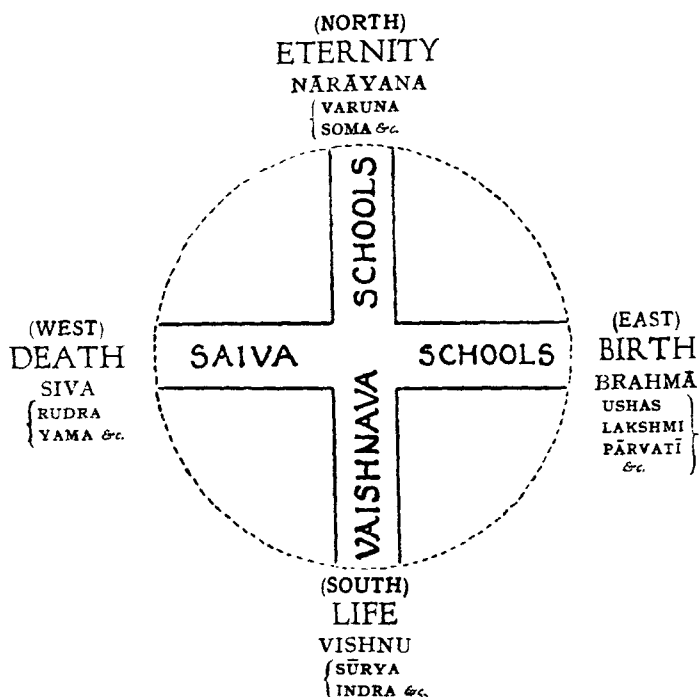 (NORTH)
ETERNITY
NĀRĀYANA
VARUNA
SOMA &c.
VAISHNAVA SCHOOLS
(WEST)
DEATH
SIVA
RUDRA
YAMA &c.
SAIVA SCHOOLS
(EAST)
BIRTH
BRAHMĀ
USHAS
LAKSHMI
PĀRVATĪ
&c.
(SOUTH)
LIFE
VISHNU
SŪRYA
INDRA &c.